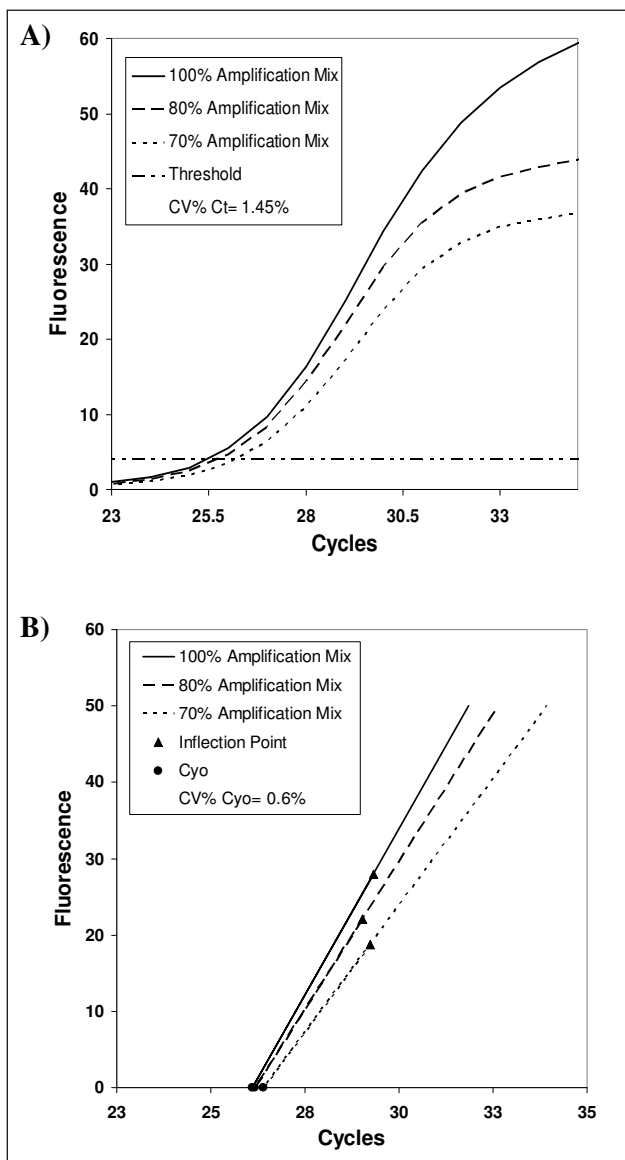 A)
60
50
40
30
20
10
0
Fluorescence
100% Amplification Mix
80% Amplification Mix
70% Amplification Mix
Threshold
CV% Ct= 1.45%
23 25.5 28 30.5 33
Cycles
B)
60
50
40
30
20
10
0
Fluorescence
100% Amplification Mix
80% Amplification Mix
70% Amplification Mix
Inflection Point
Cyo
CV% Cyo= 0.6%
23 25 28 30 33 35
Cycles